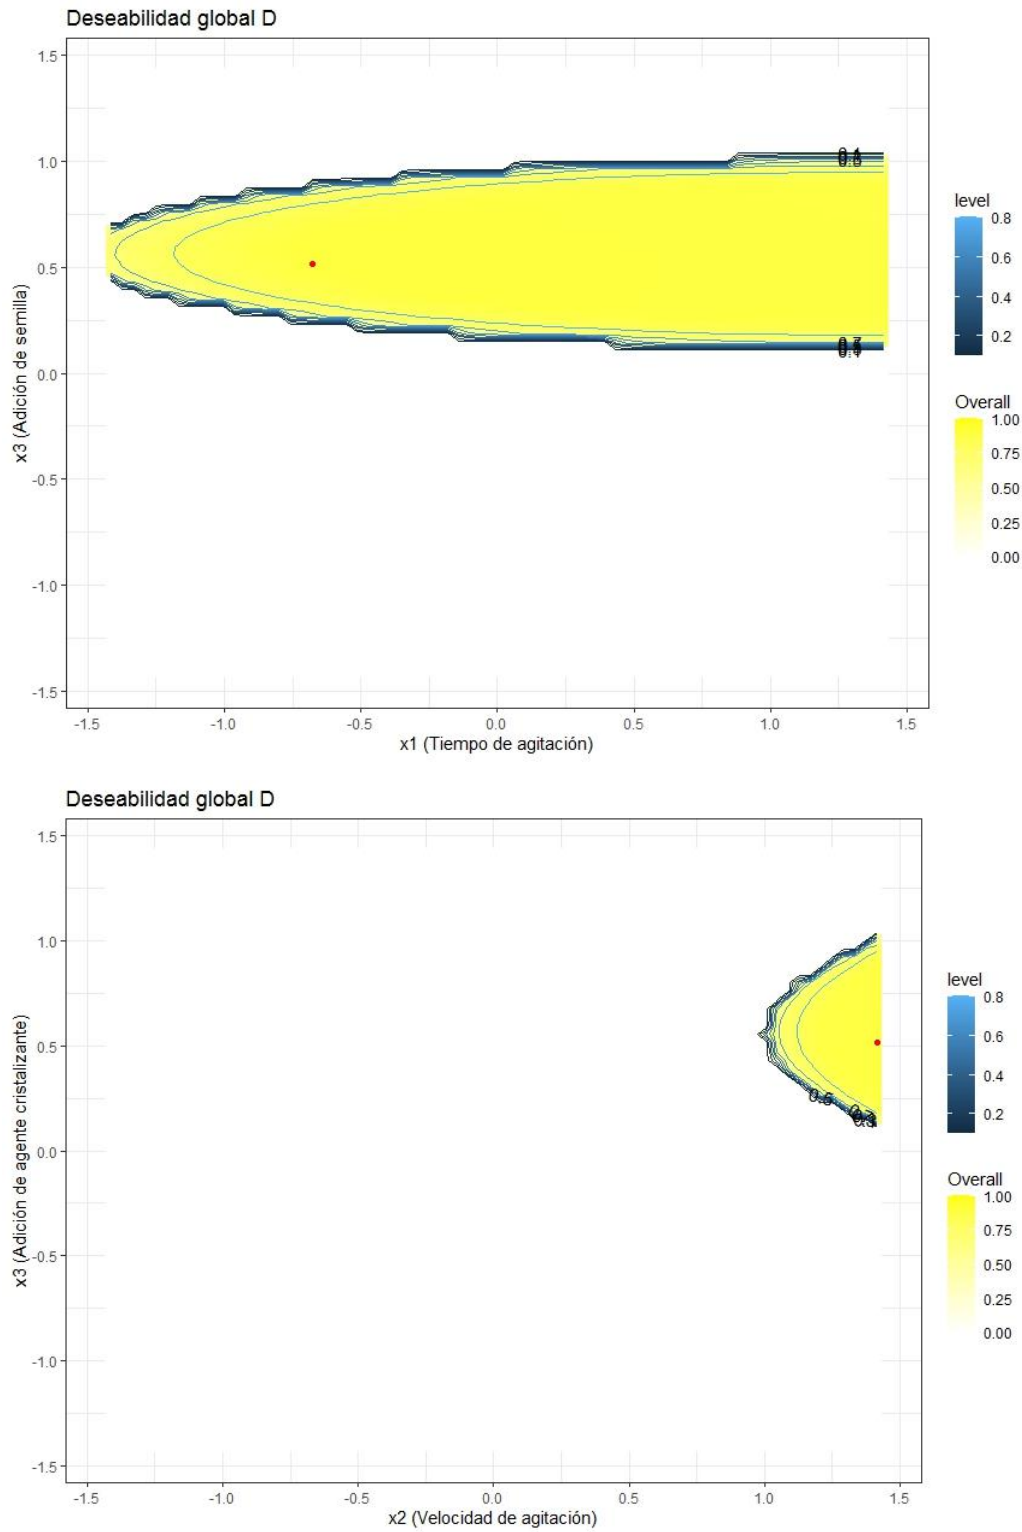 Deseabilidad global D
1.5
1.0
0.5
0.0
-0.5
-1.0
-1.5
x3 (Adición de semilla)
-1.5 -1.0 -0.5 0.0 0.5 1.0 1.5
x1 (Tiempo de agitación)
level
0.8
0.6
0.4
0.2
Overall
1.00
0.75
0.50
0.25
0.00
Deseabilidad global D
1.5
1.0
0.5
0.0
-0.5
-1.0
-1.5
x3 (Adición de agente cristalizante)
0.6
-1.5 -1.0 -0.5 0.0 0.5 1.0 1.5
x2 (Velocidad de agitación)
level
0.8
0.6
0.4
0.2
Overall
1.00
0.75
0.50
0.25
0.00